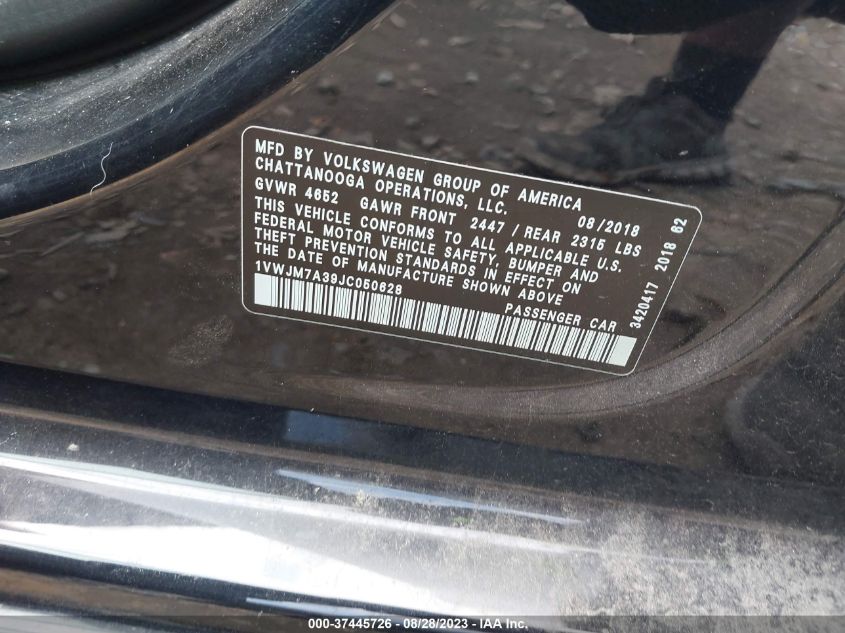 MFD BY VOLKSWAGEN GROUP OF AMERICA
CHATTANOOGA OPERATIONS, LLC. 08/2018
GVWR 4652 GAWR FRONT 2447 / REAR 2315 LBS
THIS VEHICLE CONFORMS TO ALL APPLICABLE U.S.
FEDERAL MOTOR VEHICLE SAFETY, BUMPER AND
THEFT PREVENTION STANDARDS IN EFFECT ON
THE DATE OF MANUFACTURE SHOWN ABOVE
1VWJM7A39JC050628 PASSENGER CAR
3420417 2018 62
000-37445726 - 08/28/2023 - IAA, Inc.